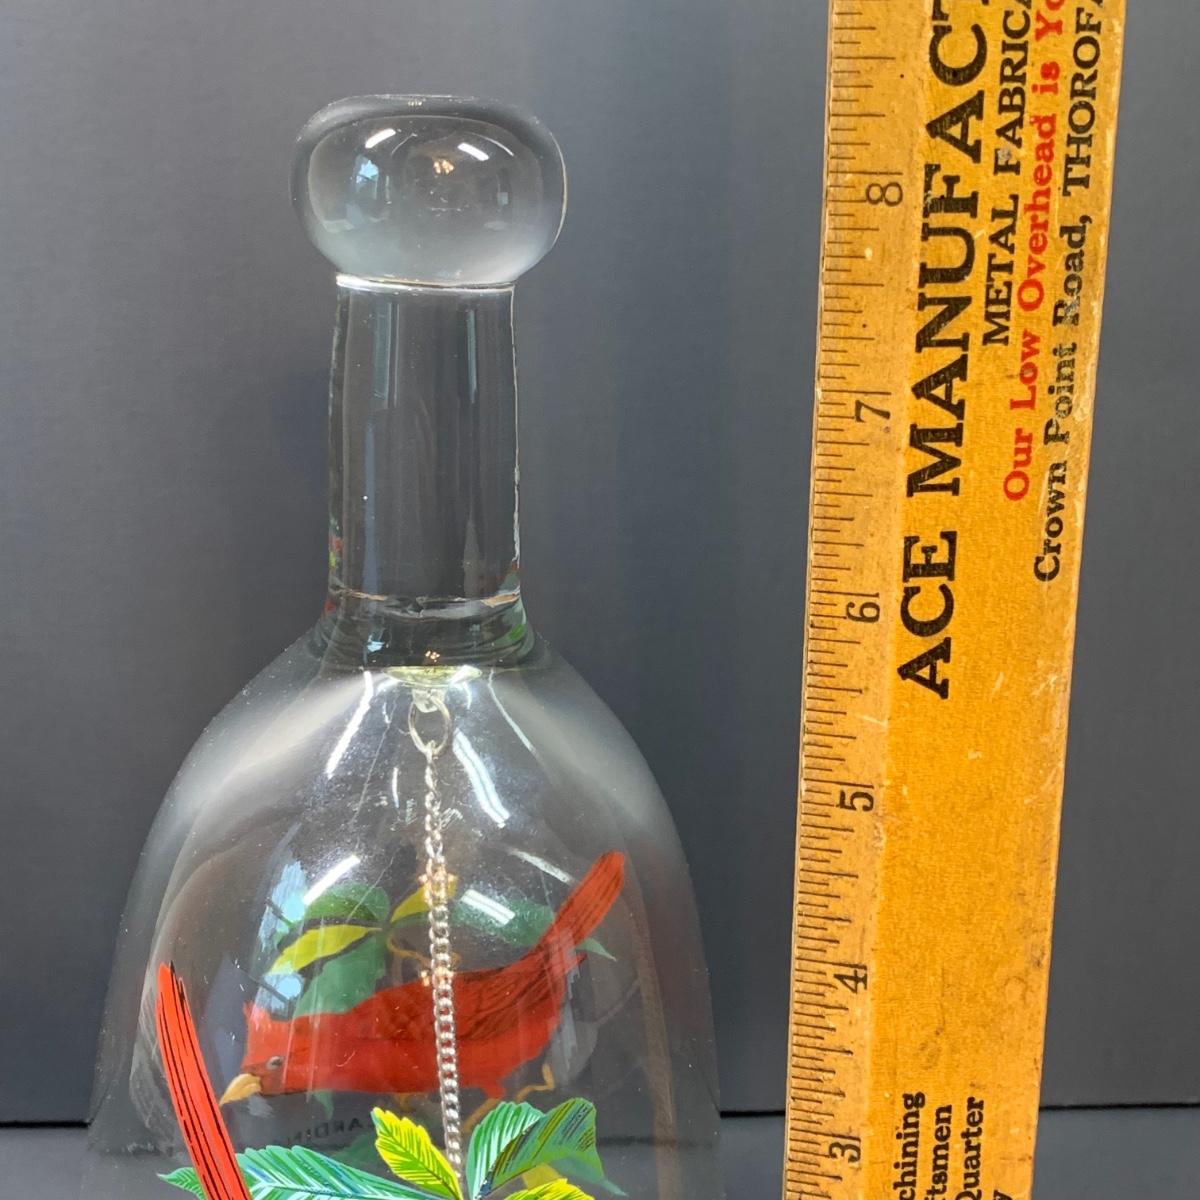 ACE MANUFACT
METAL FABRICA
Our Low Overhead is Yo
Crown Point Road, THOROFA
8
7
6
5
4
3
chining
ftsmen
Quarter